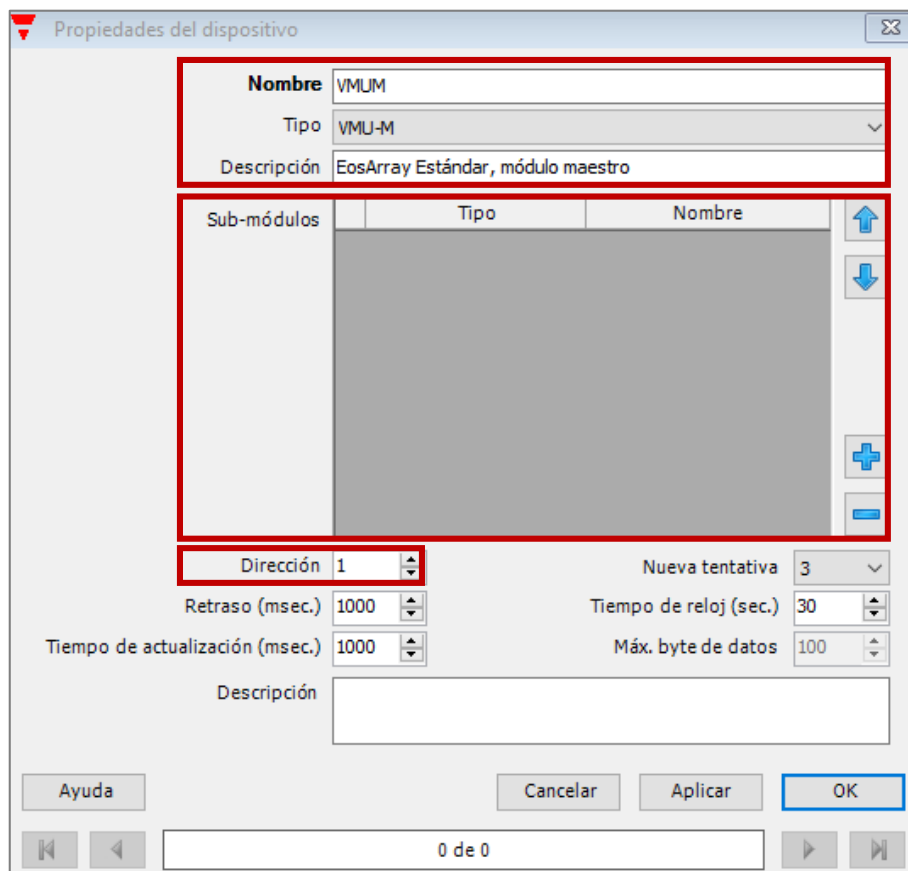 Propiedades del dispositivo
Nombre VMUM
Tipo VMU-M
Descripción EosArray Estándar, módulo maestro
Sub-módulos Tipo Nombre
Dirección 1 Nueva tentativa 3
Retraso (msec.) 1000 Tiempo de reloj (sec.) 30
Tiempo de actualización (msec.) 1000 Máx. byte de datos 100
Descripción
Ayuda Cancelar Aplicar OK
0 de 0